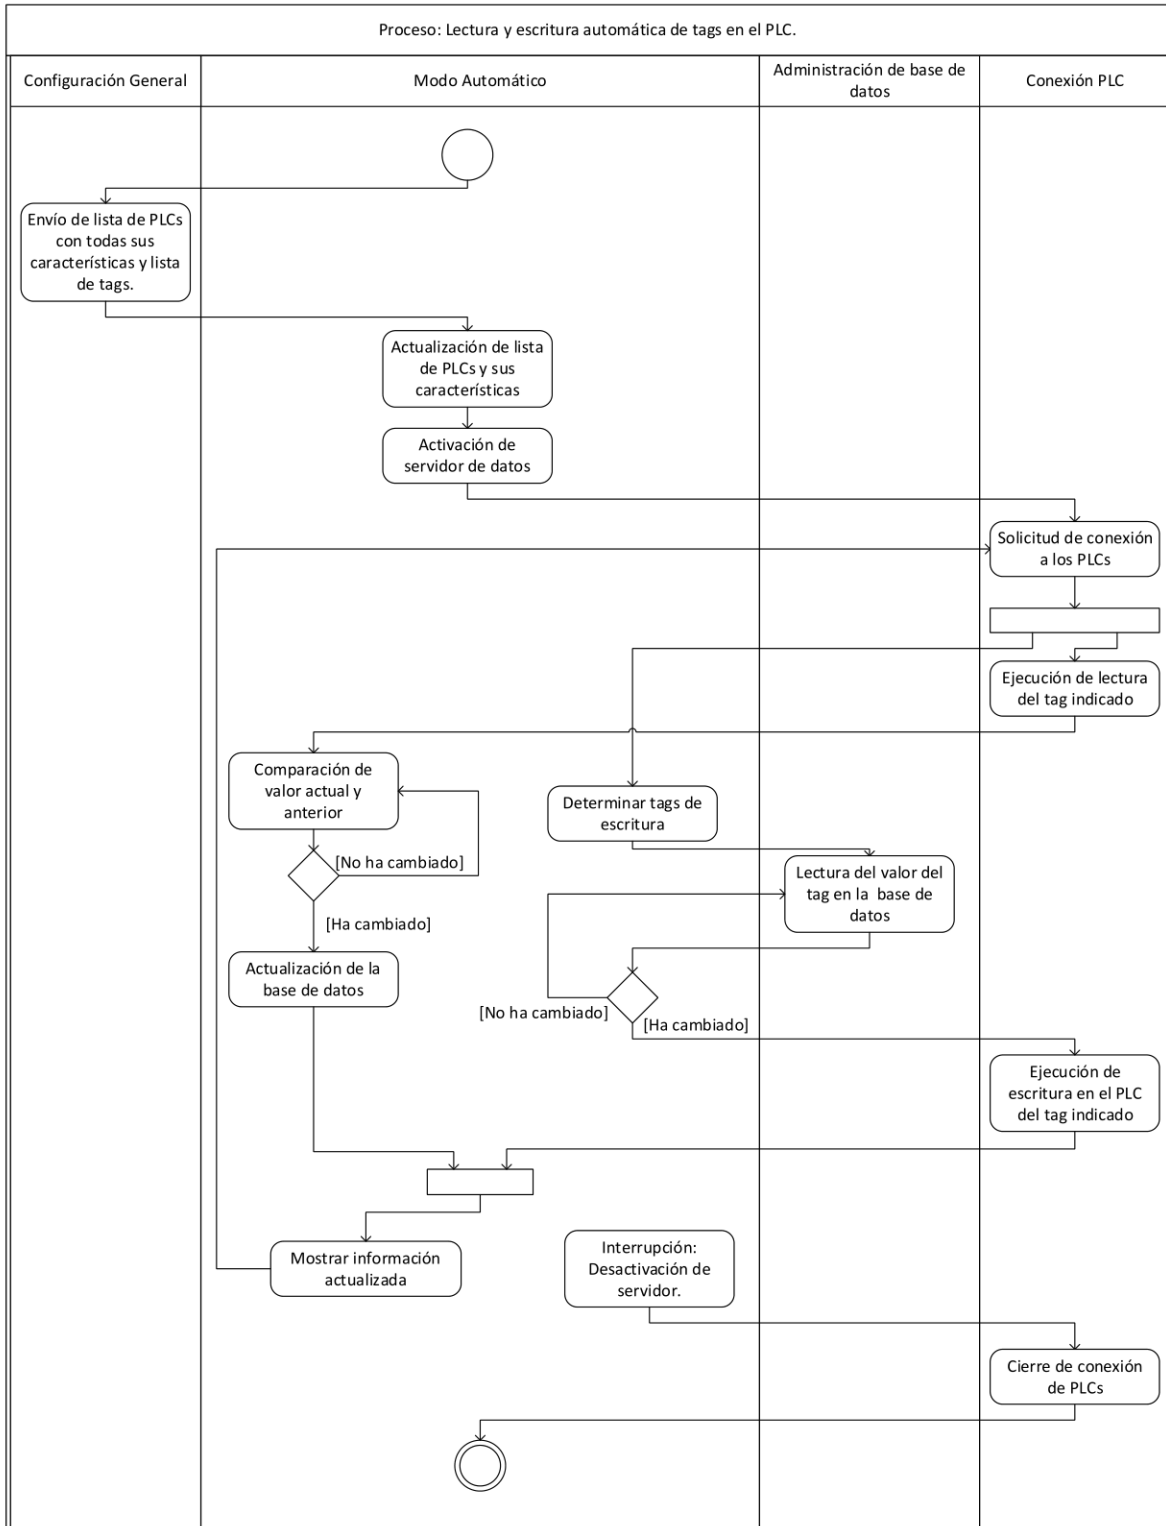 Proceso: Lectura y escritura automática de tags en el PLC.
Configuración General
Modo Automático
Administración de base de
datos
Conexión PLC
Envío de lista de PLCs
con todas sus
características y lista
de tags.
Actualización de lista
de PLCs y sus
características
Activación de
servidor de datos
Solicitud de conexión
a los PLCs
Ejecución de lectura
del tag indicado
Comparación de
valor actual y
anterior
Determinar tags de
escritura
[No ha cambiado]
Lectura del valor del
tag en la base de
datos
[Ha cambiado]
Actualización de la
base de datos
[No ha cambiado]
[Ha cambiado]
Ejecución de
escritura en el PLC
del tag indicado
Mostrar información
actualizada
Interrupción:
Desactivación de
servidor.
Cierre de conexión
de PLCs